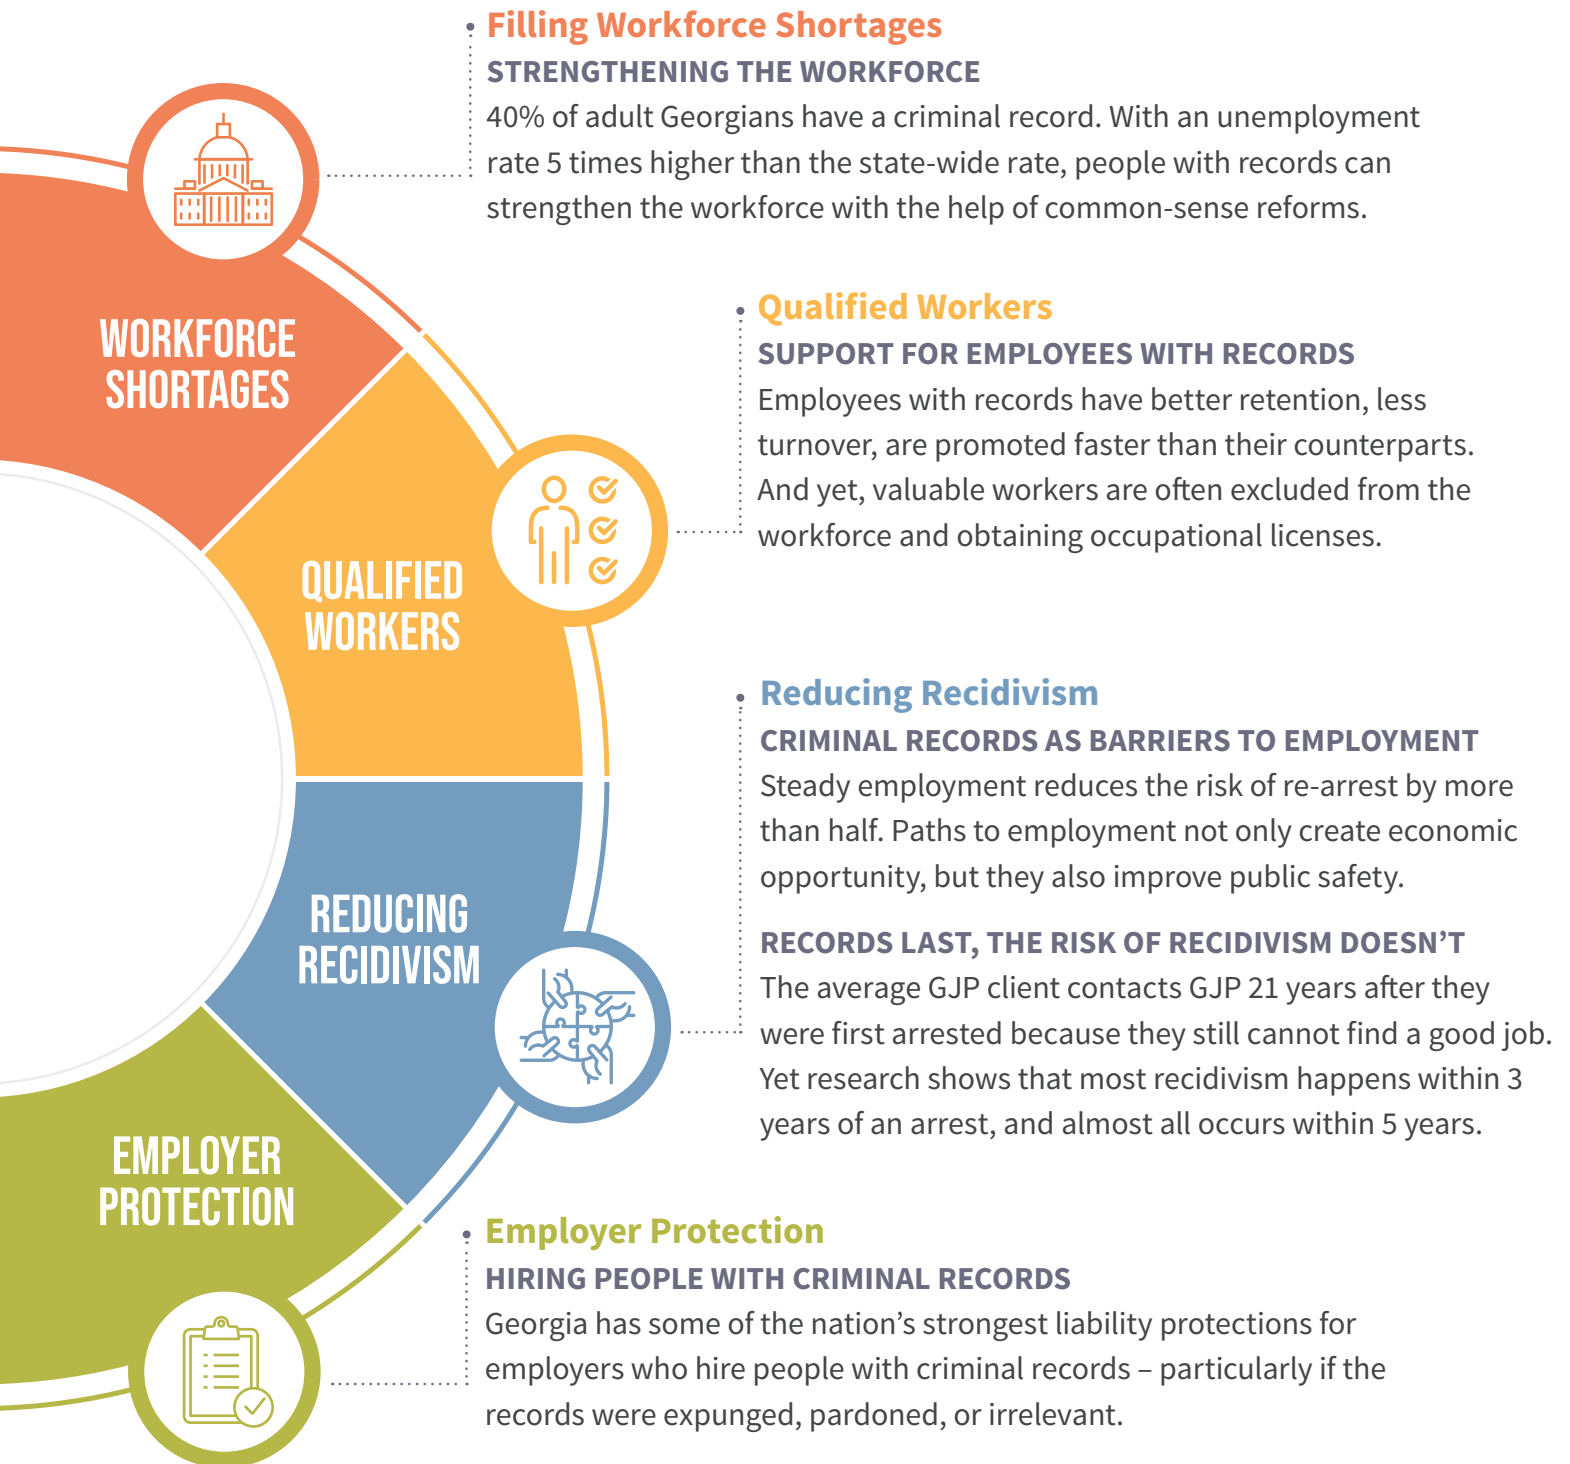 Filling Workforce Shortages
STRENGTHENING THE WORKFORCE
40% of adult Georgians have a criminal record. With an unemployment
rate 5 times higher than the state-wide rate, people with records can
strengthen the workforce with the help of common-sense reforms.
WORKFORCE
SHORTAGES
Qualified Workers
SUPPORT FOR EMPLOYEES WITH RECORDS
Employees with records have better retention, less
turnover, are promoted faster than their counterparts.
And yet, valuable workers are often excluded from the
workforce and obtaining occupational licenses.
QUALIFIED
WORKERS
Reducing Recidivism
CRIMINAL RECORDS AS BARRIERS TO EMPLOYMENT
Steady employment reduces the risk of re-arrest by more
than half. Paths to employment not only create economic
opportunity, but they also improve public safety.
RECORDS LAST, THE RISK OF RECIDIVISM DOESN’T
The average GJP client contacts GJP 21 years after they
were first arrested because they still cannot find a good job.
Yet research shows that most recidivism happens within 3
years of an arrest, and almost all occurs within 5 years.
REDUCING
RECIDIVISM
EMPLOYER
PROTECTION
Employer Protection
HIRING PEOPLE WITH CRIMINAL RECORDS
Georgia has some of the nation’s strongest liability protections for
employers who hire people with criminal records – particularly if the
records were expunged, pardoned, or irrelevant.